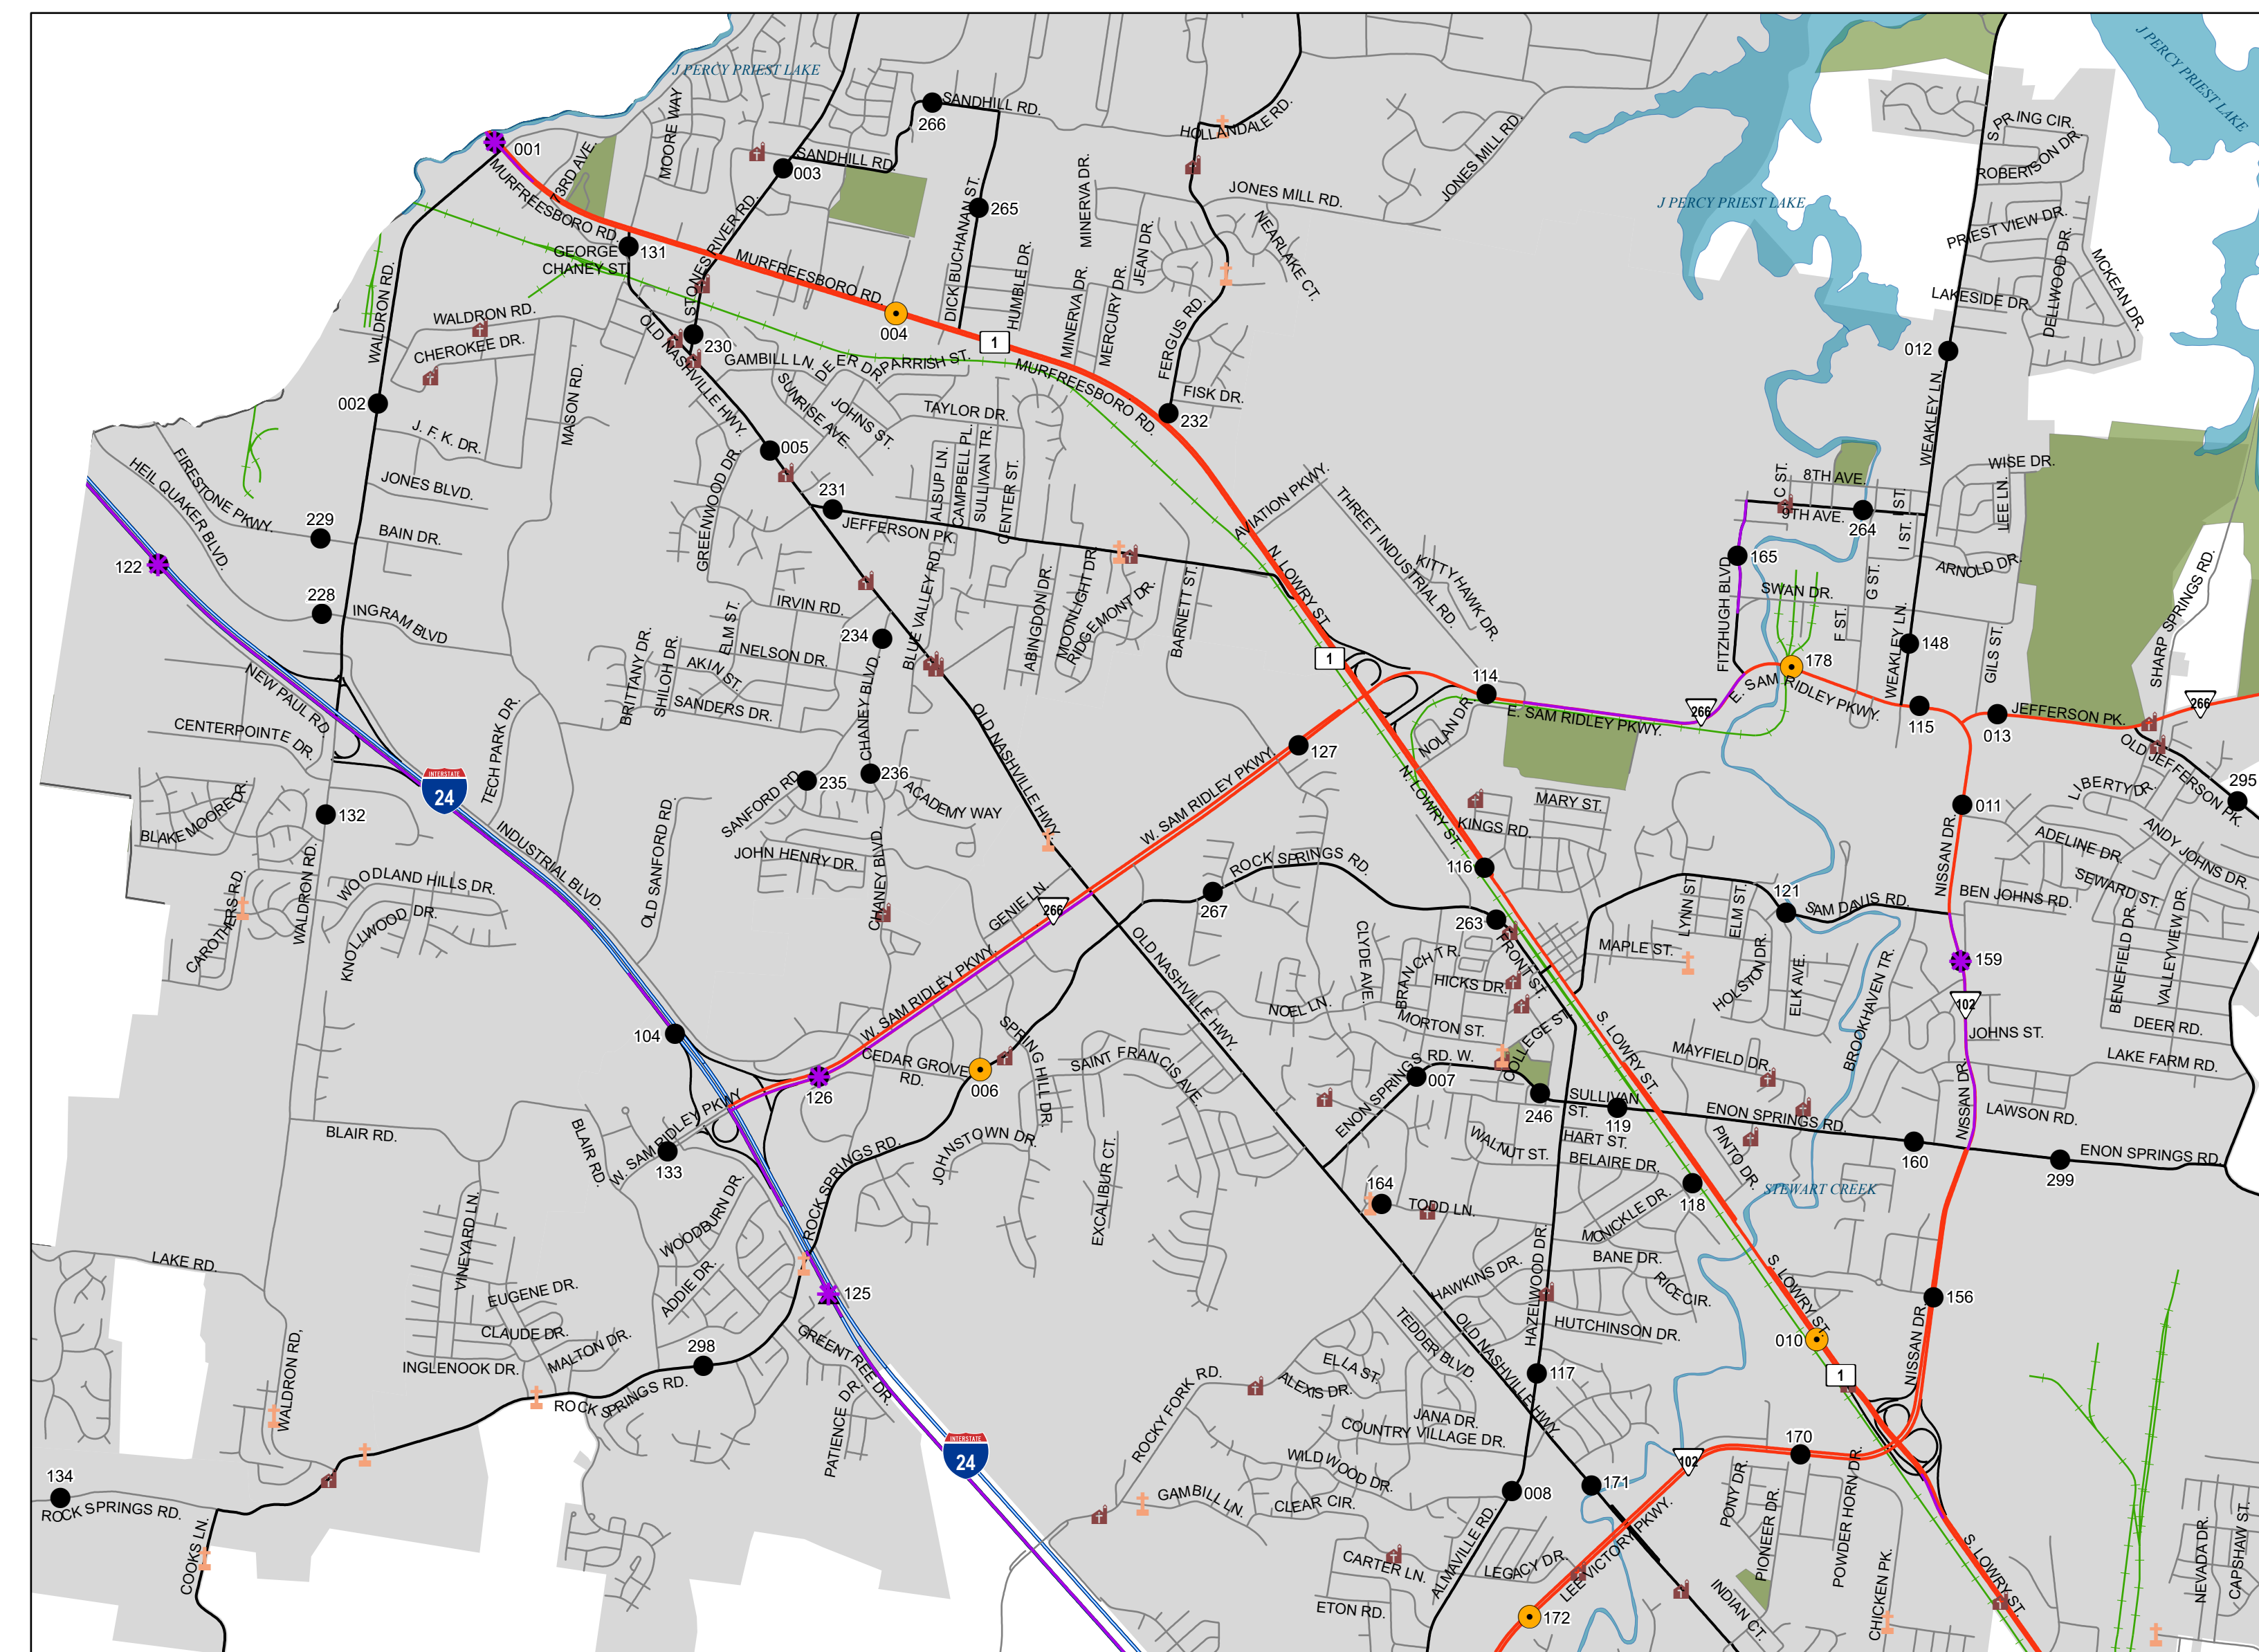 J PERCY PRIEST LAKE
J PERCY PRIEST LAKE
J PERCY PRIEST LAKE
001
MURFREESBORO RD.
3RD AVE.
MOORE WAY
SANDHILL RD.
266
SANDHILL RD.
003
HOLLANDALE RD.
JONES MILL RD.
JONES MILL RD.
SPRING CIR.
ROBERTSON DR.
PRIEST VIEW DR.
DELLWOOD DR.
MCKEAN DR.
LAKESIDE DR.
012
WEAKLEY LN.
GEORGE
CHANEY ST.
131
STONES RIVER RD.
MURFREESBORO RD.
004
DICK BUCHANAN ST.
265
HUMBLE DR.
MINERVA DR.
MINERVA DR.
MERCURY DR.
JEAN DR.
NEARLAKE CT.
FERGUS RD.
FISK DR.
232
1
MURFREESBORO RD.
WALDRON RD.
WALDRON RD.
CHEROKEE DR.
002
J. F. K. DR.
MASON RD.
JONES BLVD.
BAIN DR.
OLD NASHVILLE HWY.
230
GAMBILL LN.
DEER DR.
PARRISH ST.
SUNRISE AVE.
JOHNS ST.
TAYLOR DR.
005
GREENWOOD DR.
231
JEFFERSON PK.
ALSUP LN.
CAMPBELL PL.
SULLIVAN TR.
CENTER ST.
FIRESTONE PKWY.
HEIL QUAKER BLVD.
229
122
228
INGRAM BLVD
NEW PAUL RD.
CENTERPOINTE DR.
IRVIN RD.
234
BLUE VALLEY RD.
ELM ST.
NELSON DR.
BRITTANY DR.
SHILOH DR.
AKIN ST.
SANDERS DR.
CHANEY BLVD.
ABINGDON DR.
MOONLIGHT DR.
RIDGEMONT DR.
BARNETT ST.
AVIATION PKWY.
THREET INDUSTRIAL RD.
KITTY HAWK DR.
N. LOWRY ST.
1
114
E. SAM RIDLEY PKWY.
266
E. SAM RIDLEY PKWY.
C ST.
8TH AVE.
9TH AVE.
264
I ST.
I ST.
WISE DR.
LEE LN.
165
FITZHUGH BLVD.
SWAN DR.
G ST.
F ST.
ARNOLD DR.
WEAKLEY LN.
148
GILS ST.
SHARP SPRINGS RD.
178
115
013
JEFFERSON PK.
266
OLD JEFFERSON PK.
295
TECH PARK DR.
24
132
BLAKEMORE DR.
WALDRON RD.
CAROTHERS RD.
WOODLAND HILLS DR.
KNOLLWOOD DR.
INDUSTRIAL BLVD.
OLD SANFORD RD.
SANFORD RD.
235
236
ACADEMY WAY
JOHN HENRY DR.
CHANEY BLVD.
OLD NASHVILLE HWY.
W. SAM RIDLEY PKWY.
127
NOLAN DR.
N. LOWRY ST.
MARY ST.
KINGS RD.
116
GENIE LN.
266
267
ROCK SPRINGS RD.
263
FRONT ST.
011
NISSAN DR.
LIBERTY DR.
ADELINE DR.
ANDY JOHNS DR.
SEWARD ST.
BEN JOHNS RD.
BENEFIELD DR.
VALLEYVIEW DR.
LYNN ST.
ELM ST.
121
SAM DAVIS RD.
MAPLE ST.
HOLSTON DR.
ELK AVE.
BROOKHAVEN TR.
159
102
JOHNS ST.
DEER RD.
LAKE FARM RD.
LAWSON RD.
NISSAN DR.
104
W. SAM RIDLEY PKWY.
126
CEDAR GROVE
RD.
006
SPRING HILL DR.
SAINT FRANCIS AVE.
OLD NASHVILLE HWY.
NOEL LN.
CLYDE AVE.
BRANCH TR.
HICKS DR.
MORTON ST.
COLLEGE ST.
S. LOWRY ST.
MAYFIELD DR.
ENON SPRINGS RD. W.
007
246
SULLIVAN
ST.
119
ENON SPRINGS RD.
160
ENON SPRINGS RD.
299
BLAIR RD.
BLAIR RD.
W. SAM RIDLEY PKWY
133
WOODBURN DR.
ADDIE DR.
ROCK SPRINGS RD.
JOHNSTOWN DR.
EXCALIBUR CT.
WALNUT ST.
HART ST.
BELAIRE DR.
PINTO DR.
STEWART CREEK
164
TODD LN.
118
MCNICKLE DR.
BANE DR.
RICE CIR.
LAKE RD.
VINEYARD LN.
EUGENE DR.
CLAUDE DR.
INGLENOOK DR.
MALTON DR.
125
298
GREENTREE DR.
PATIENCE DR.
ROCK SPRINGS RD.
WALDRON RD,
24
HAWKINS DR.
HAZELWOOD DR.
HUTCHINSON DR.
TEDDER BLVD.
OLD NASHVILLE HWY.
S. LOWRY ST.
010
1
156
NISSAN DR.
ELLA ST.
ALEXIS DR.
117
JANA DR.
COUNTRY VILLAGE DR.
ROCKY FORK RD.
WILDWOOD DR.
GAMBILL LN.
CLEAR CIR.
008
171
102
170
PONY DR.
PIONEER DR.
POWDER HORN DR.
CHICKEN PK.
S. LOWRY ST.
NEVADA DR.
CAPSHAW ST.
134
ROCK SPRINGS RD.
COOKS LN.
CARTER LN.
ETON RD.
ALMAVILLE RD.
LEGACY DR.
LEE VICTORY PKWY.
172
INDIAN CT.